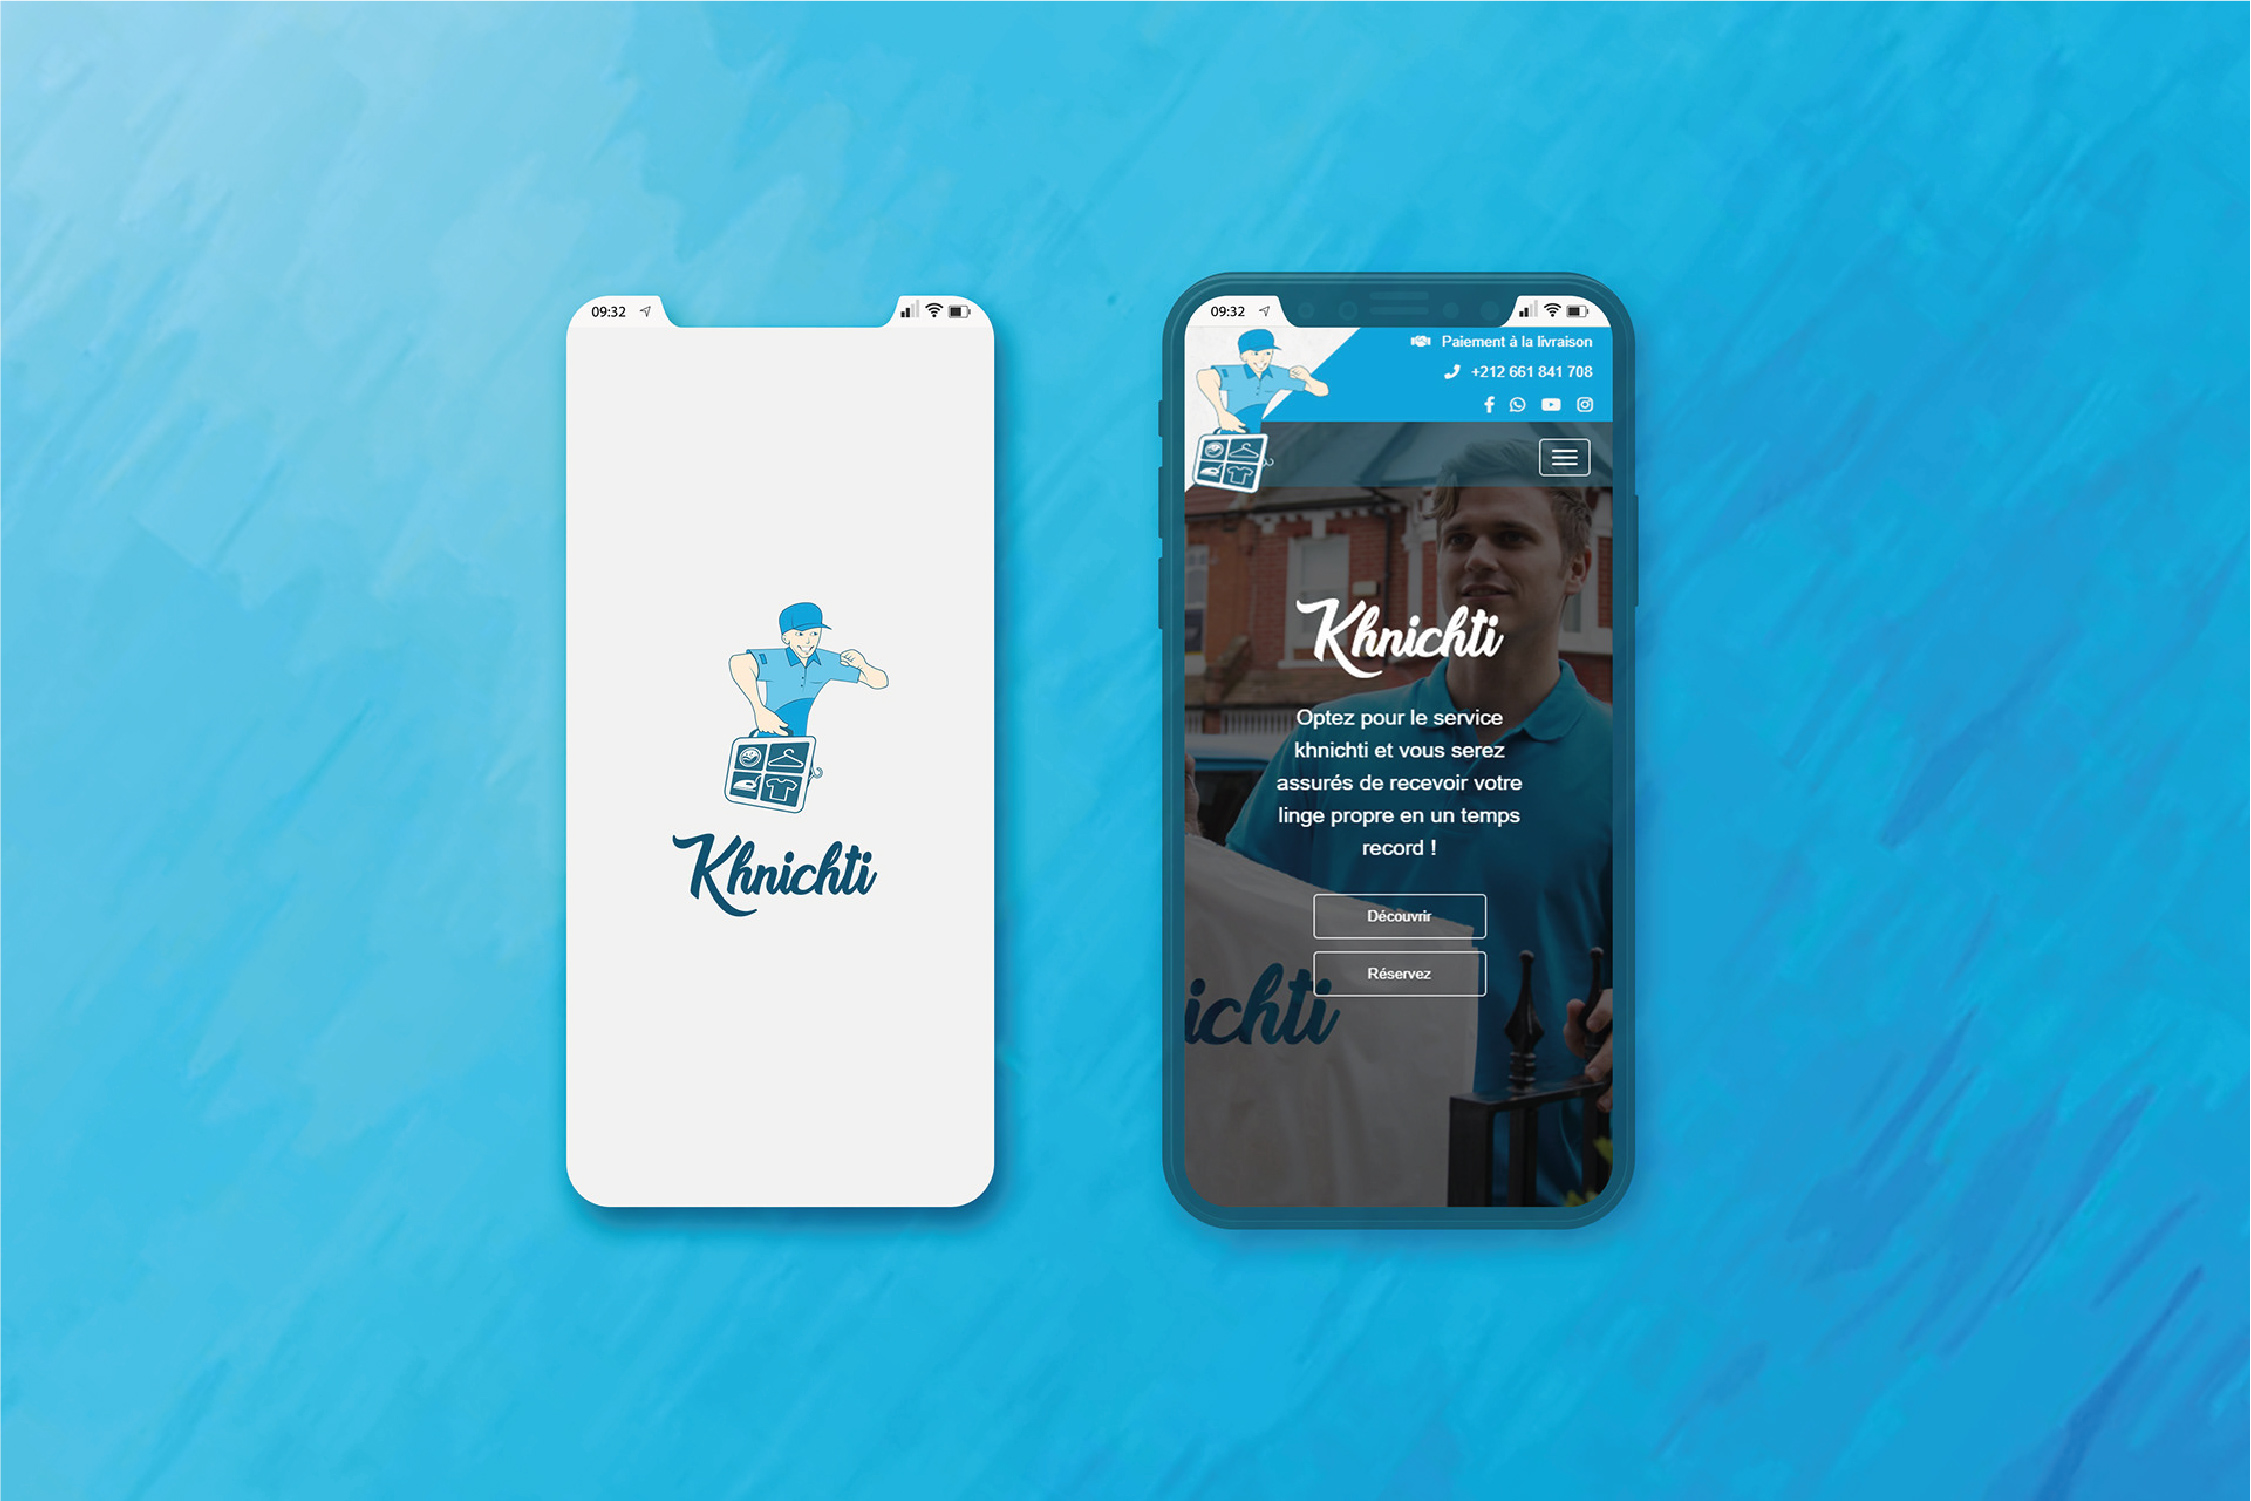 09:32
Khnichti
09:32
Paiement à la livraison
+212 661 841 708
Khnichti
Optez pour le service
khnichti et vous serez
assurés de recevoir votre
linge propre en un temps
record !
Découvrir
Réservez
ichti